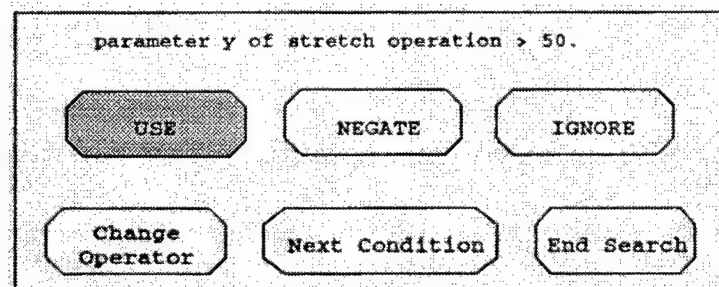 parameter y of stretch operation > 50.
USE
NEGATE
IGNORE
Change
Operator
Next Condition
End Search